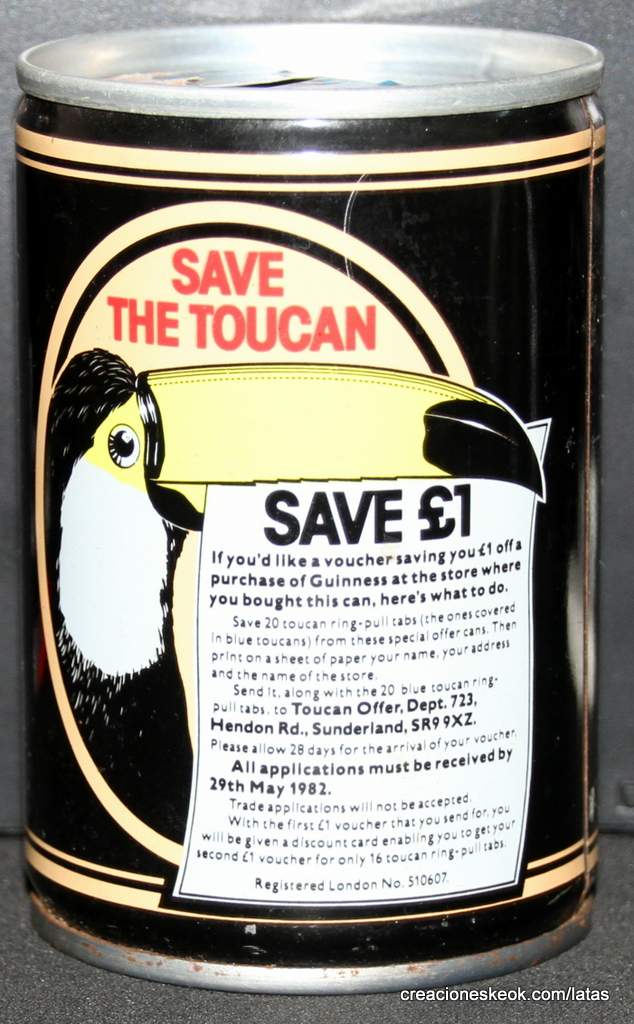 SAVE
THE TOUCAN
SAVE £1
If you'd like a voucher saving you £1 off a
purchase of Guinness at the store where
you bought this can, here's what to do.
Save 20 toucan ring-pull tabs (the ones covered
in blue toucans) from these special offer cans. Then
print on a sheet of paper your name, your address
and the name of the store.
Send it, along with the 20 blue toucan ring-
pull tabs, to Toucan Offer, Dept. 723,
Hendon Rd., Sunderland, SR9 9XZ.
Please allow 28 days for the arrival of your voucher.
All applications must be received by
29th May 1982.
Trade applications will not be accepted.
With the first £1 voucher that you send for, you
will be given a discount card enabling you to get your
second £1 voucher for only 16 toucan ring-pull tabs.
Registered London No. 510607.
creacioneskeok.com/latas